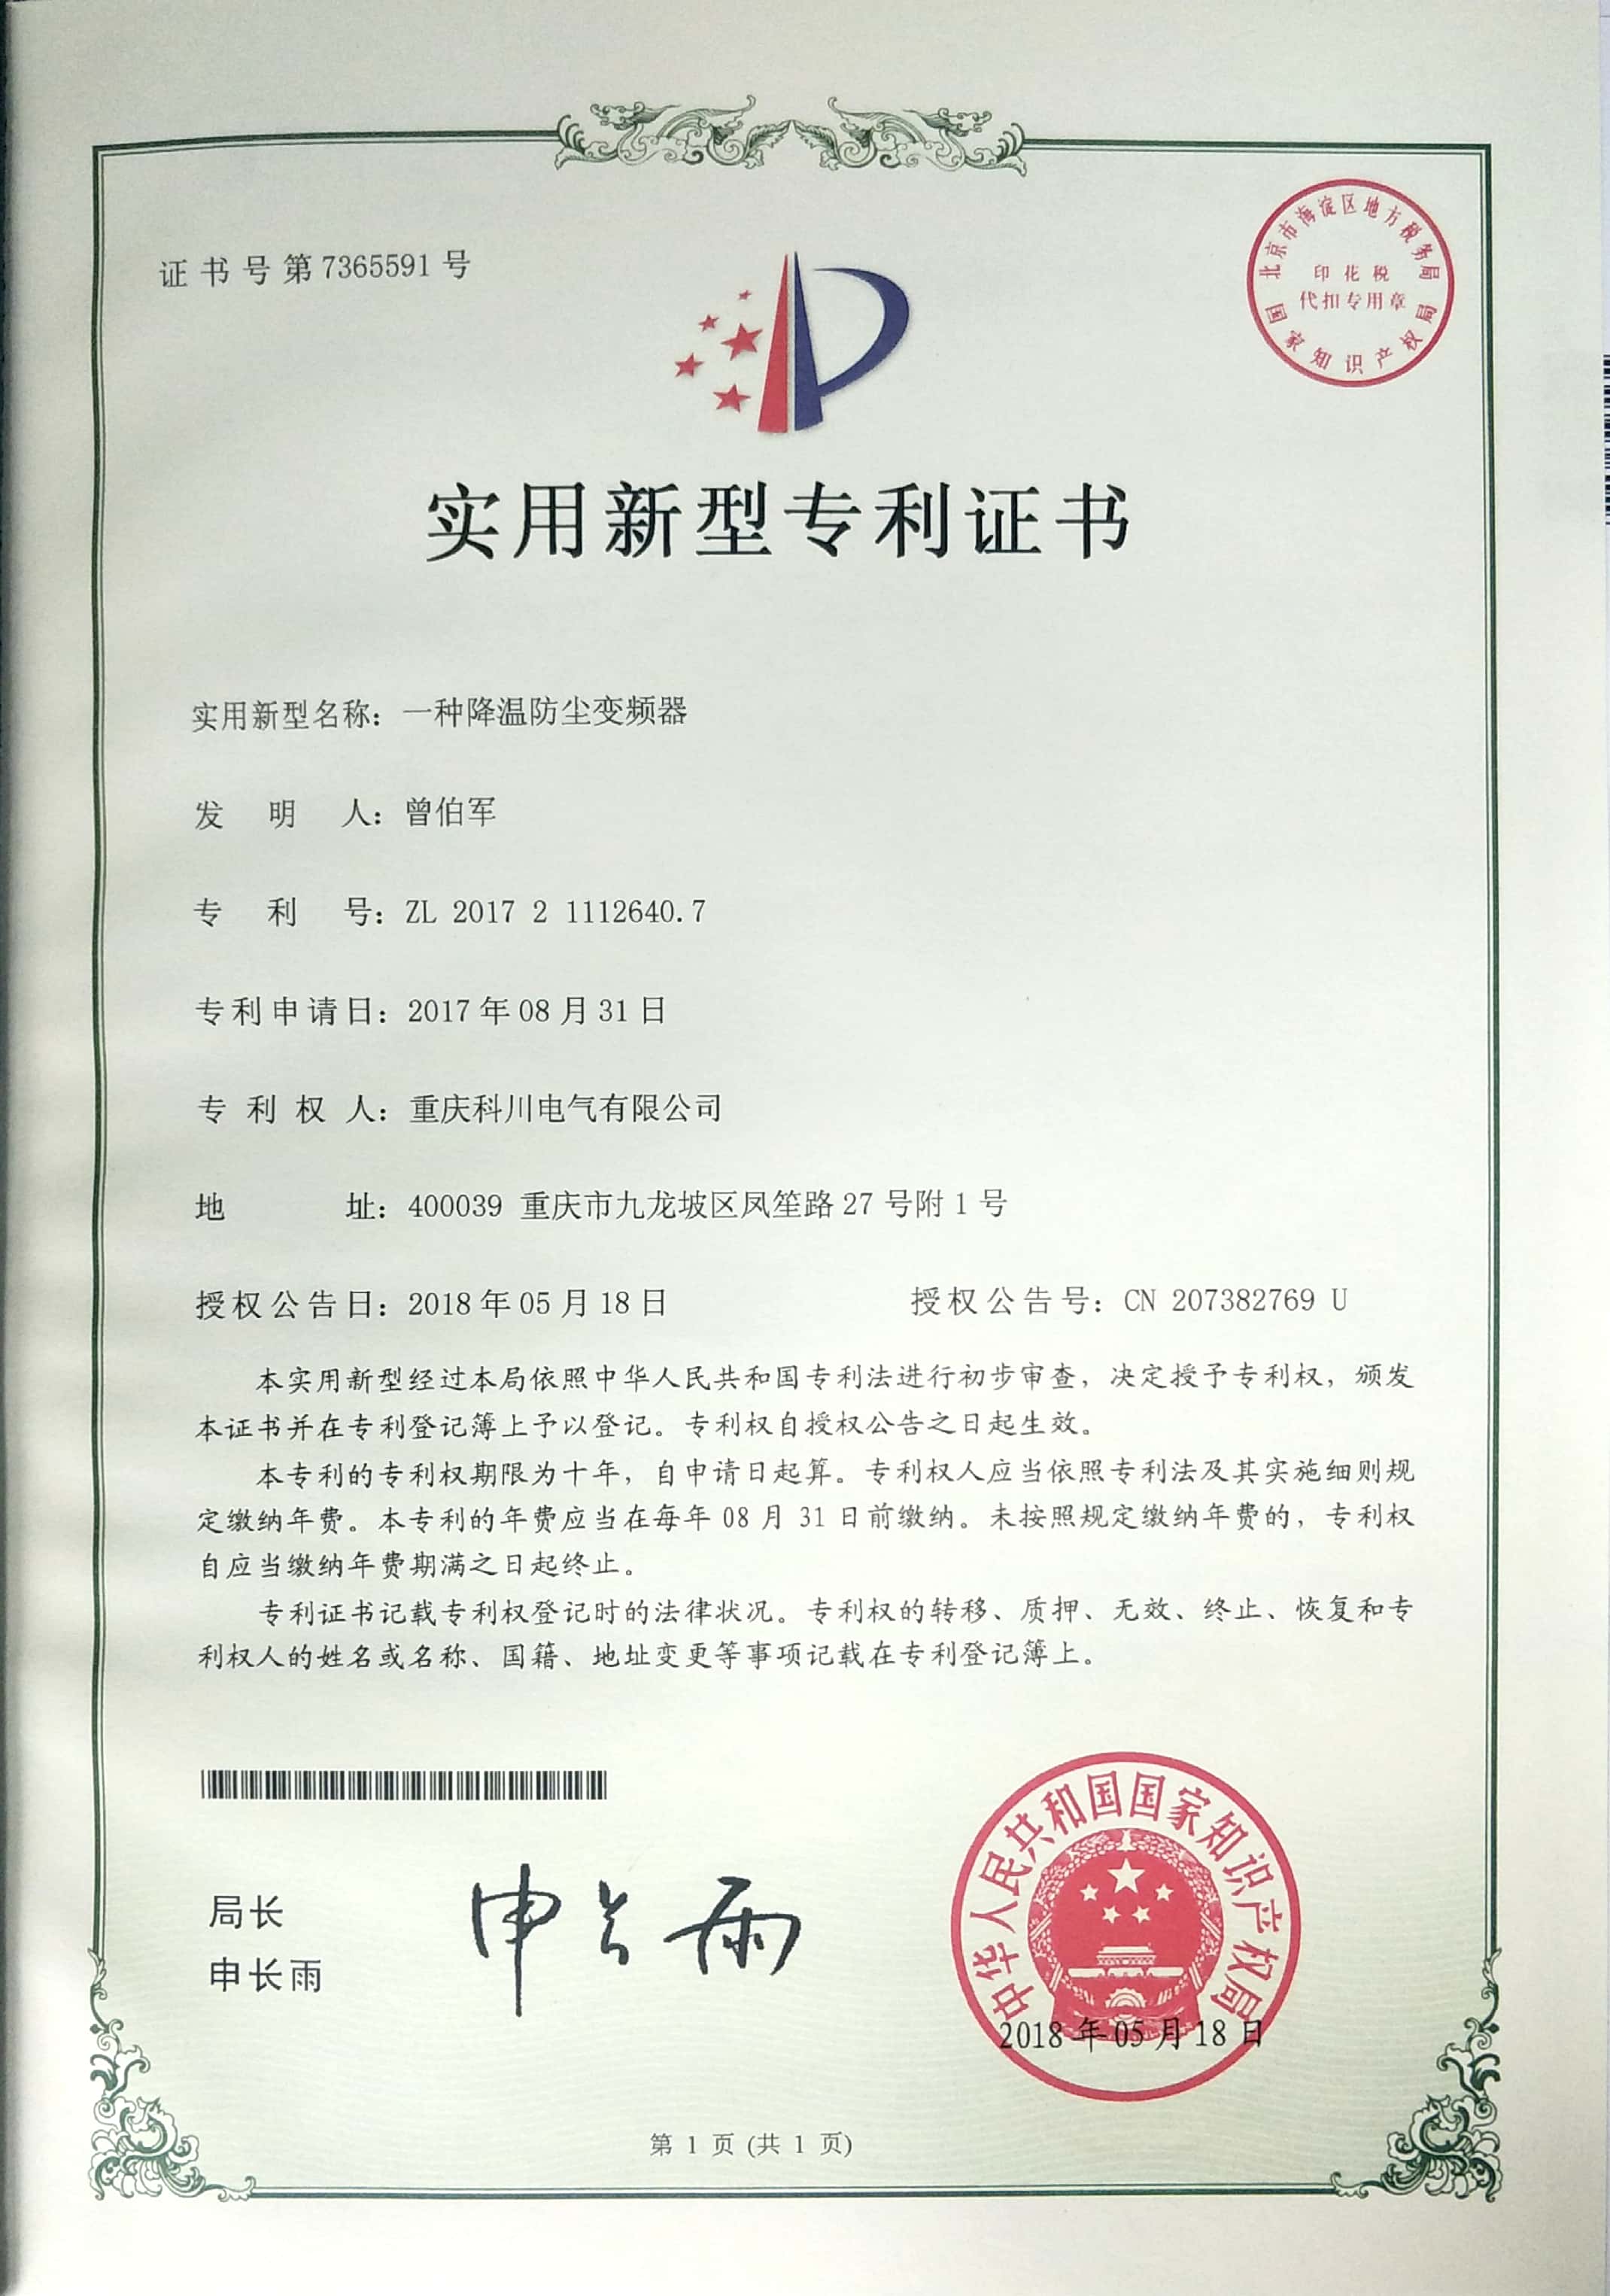 证书号第7365591号
北京市海淀区地方税务局
印花税
代扣专用章
国家知识产权局
实用新型专利证书
实用新型名称：一种降温防尘变频器
发明人：曾伯军
专利号：ZL 2017 2 1112640.7
专利申请日：2017年08月31日
专利权人：重庆科川电气有限公司
地址：400039 重庆市九龙坡区凤笙路27号附1号
授权公告日：2018年05月18日 授权公告号：CN 207382769 U
本实用新型经过本局依照中华人民共和国专利法进行初步审查，决定授予专利权，颁发
本证书并在专利登记簿上予以登记。专利权自授权公告之日起生效。
本专利的专利权期限为十年，自申请日起算。专利权人应当依照专利法及其实施细则规
定缴纳年费。本专利的年费应当在每年08月31日前缴纳。未按照规定缴纳年费的，专利权
自应当缴纳年费期满之日起终止。
专利证书记载专利权登记时的法律状况。专利权的转移、质押、无效、终止、恢复和专
利权人的姓名或名称、国籍、地址变更等事项记载在专利登记簿上。
局长
申长雨
申长雨
中华人民共和国国家知识产权局
2018年05月18日
第1页(共1页)